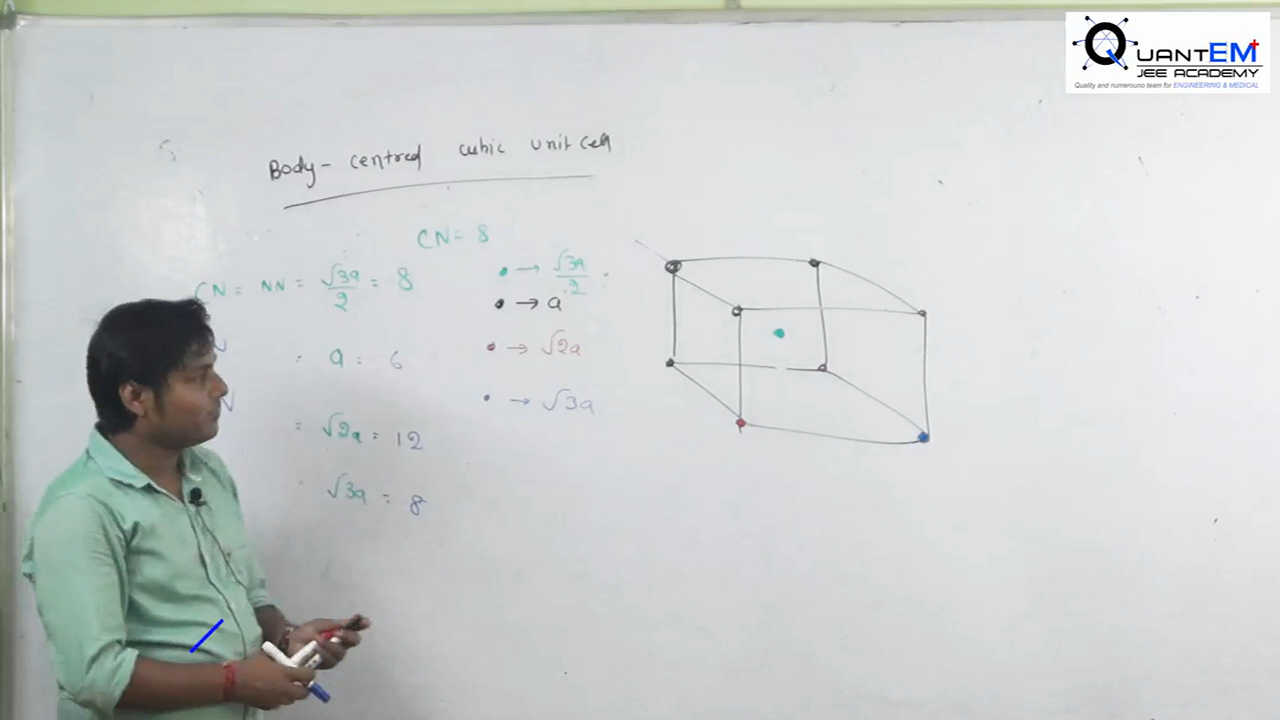 QUANTEM
JEE ACADEMY
Quality and numerouno team for ENGINEERING & MEDICAL
Body-centred cubic unit cell
CN = 8
CN = NN = √3a/2 = 8
• → √3a/2
• → a
: a : 6
• → √2a
• → √3a
: √2a = 12
: √3a = 8